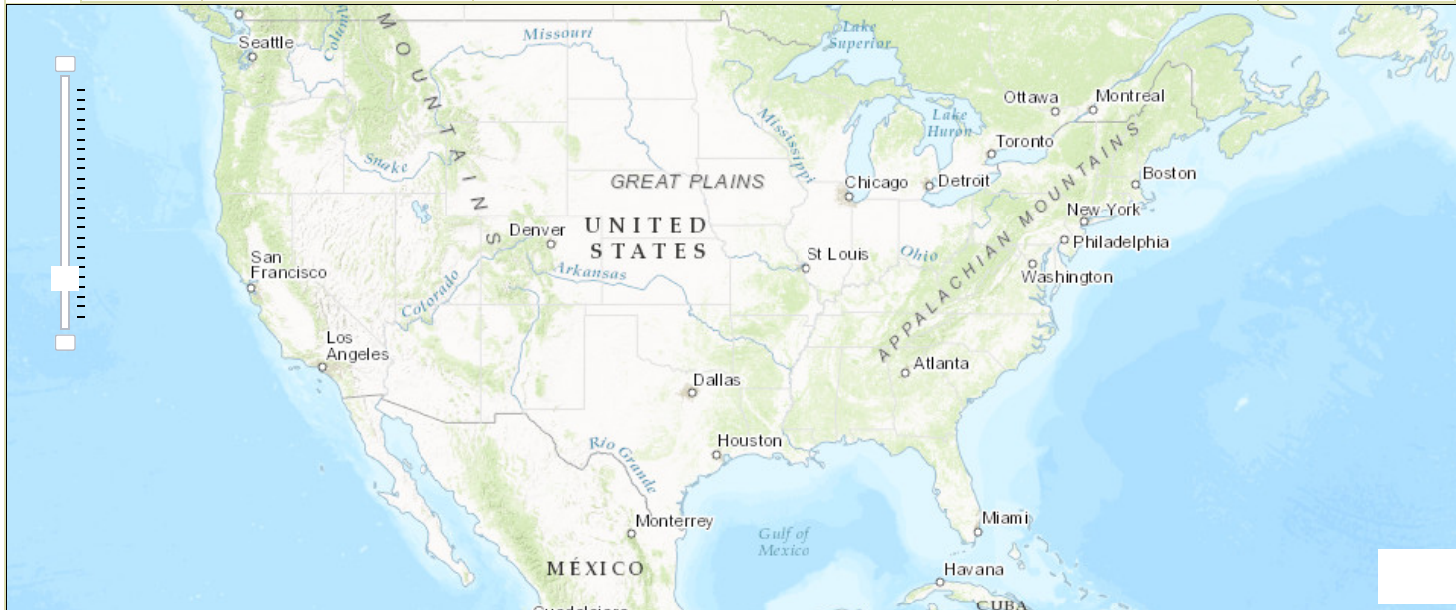 Lake
Superior
Missouri
Seattle
MOUNTAINS
Ottawa
Montreal
Lake
Huron
Mississippi
Toronto
Snake
GREAT PLAINS
Chicago
Detroit
Boston
New York
UNITED
STATES
Denver
Philadelphia
St Louis
Ohio
APPALACHIAN MOUNTAINS
San
Francisco
Arkansas
Washington
Colorado
Los
Angeles
Atlanta
Dallas
Houston
Río Grande
Monterrey
Miami
Gulf of
Mexico
MÉXICO
Havana
CUBA